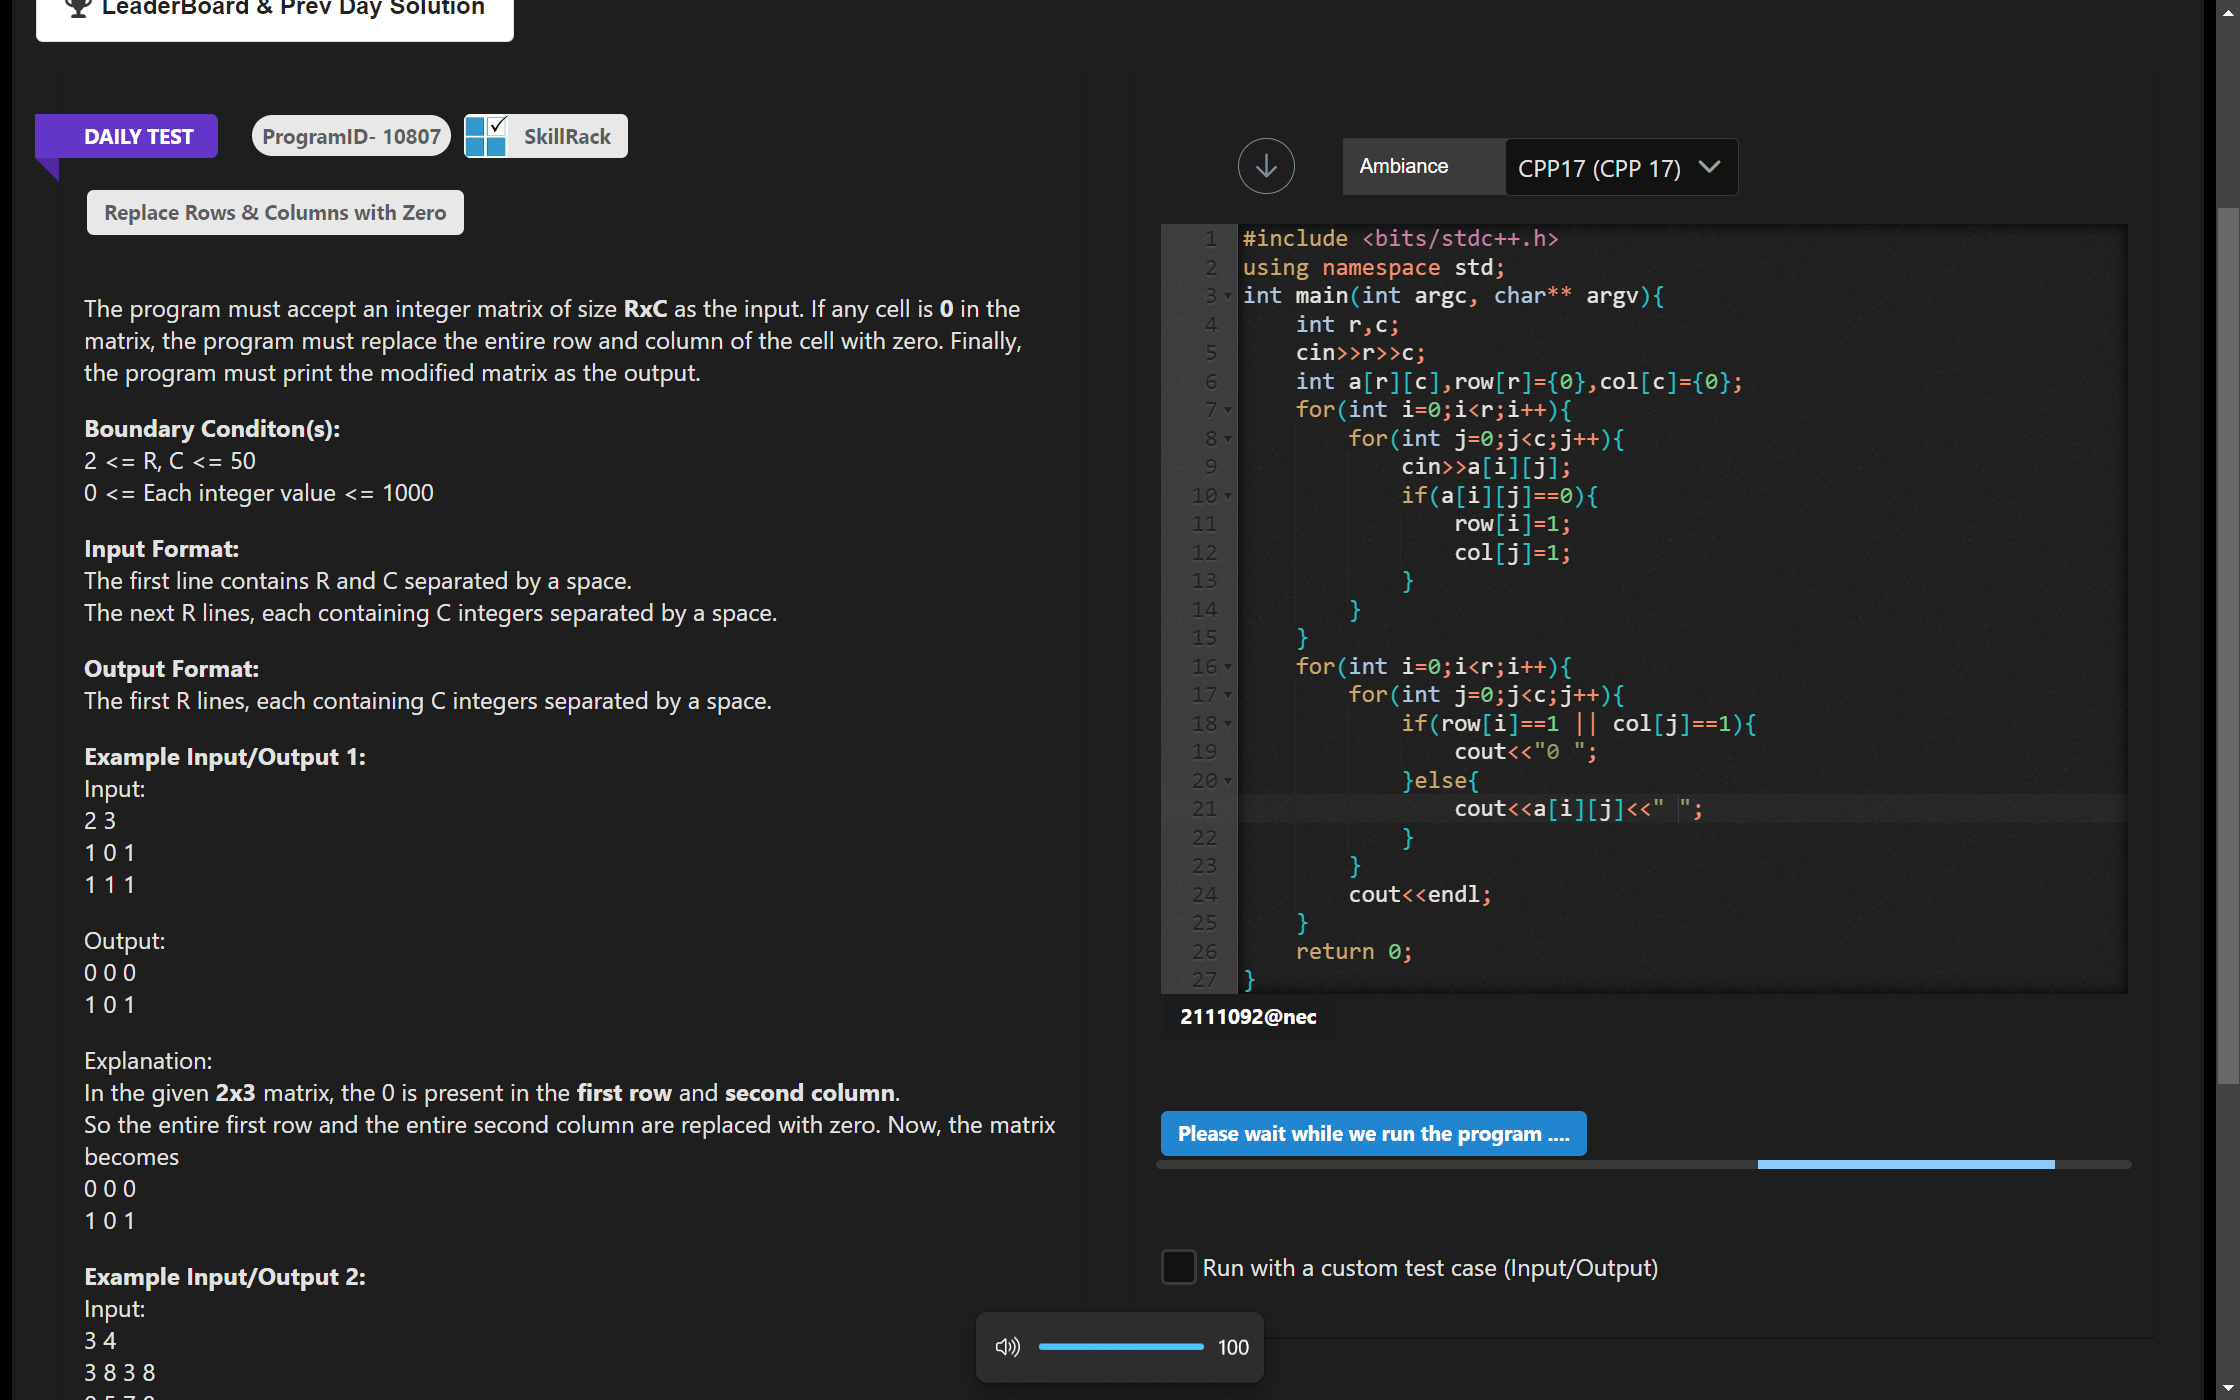 LeaderBoard & Prev Day Solution
DAILY TEST
ProgramID- 10807
SkillRack
Replace Rows & Columns with Zero
The program must accept an integer matrix of size RxC as the input. If any cell is 0 in the
matrix, the program must replace the entire row and column of the cell with zero. Finally,
the program must print the modified matrix as the output.
Boundary Conditon(s):
2 <= R, C <= 50
0 <= Each integer value <= 1000
Input Format:
The first line contains R and C separated by a space.
The next R lines, each containing C integers separated by a space.
Output Format:
The first R lines, each containing C integers separated by a space.
Example Input/Output 1:
Input:
2 3
1 0 1
1 1 1
Output:
0 0 0
1 0 1
Explanation:
In the given 2x3 matrix, the 0 is present in the first row and second column.
So the entire first row and the entire second column are replaced with zero. Now, the matrix
becomes
0 0 0
1 0 1
Example Input/Output 2:
Input:
3 4
3 8 3 8
Ambiance
CPP17 (CPP 17)
1 #include <bits/stdc++.h>
2 using namespace std;
3 int main(int argc, char** argv){
4     int r,c;
5     cin>>r>>c;
6     int a[r][c],row[r]={0},col[c]={0};
7     for(int i=0;i<r;i++){
8         for(int j=0;j<c;j++){
9             cin>>a[i][j];
10             if(a[i][j]==0){
11                 row[i]=1;
12                 col[j]=1;
13             }
14         }
15     }
16     for(int i=0;i<r;i++){
17         for(int j=0;j<c;j++){
18             if(row[i]==1 || col[j]==1){
19                 cout<<"0 ";
20             }else{
21                 cout<<a[i][j]<<" ";
22             }
23         }
24         cout<<endl;
25     }
26     return 0;
27 }
2111092@nec
Please wait while we run the program ....
Run with a custom test case (Input/Output)
100